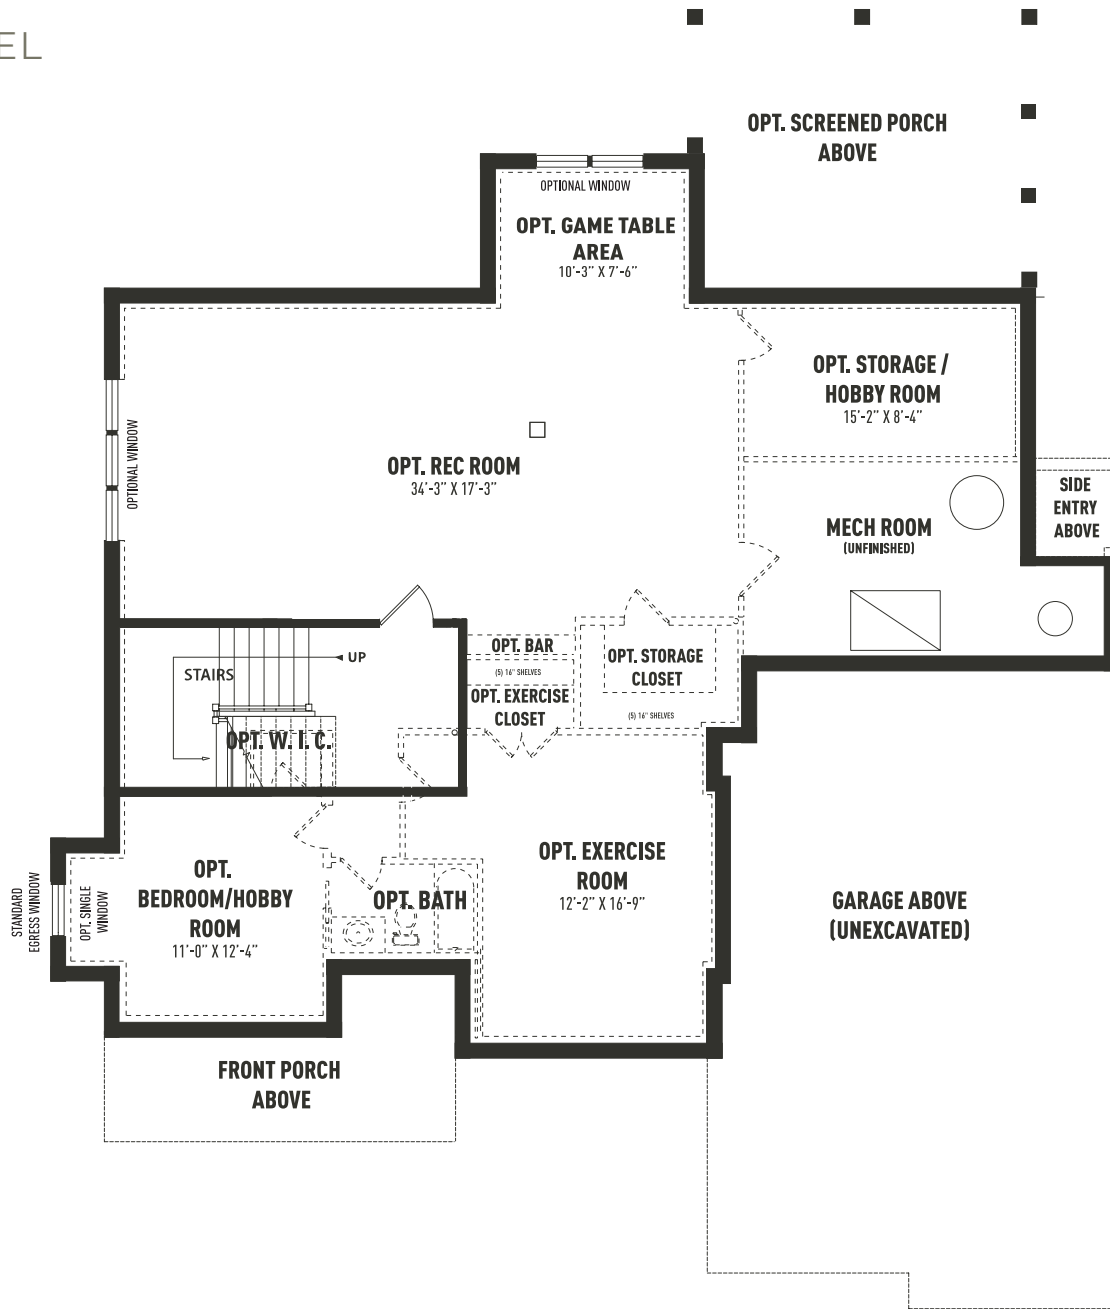 EL
OPT. SCREENED PORCH
ABOVE
OPTIONAL WINDOW
OPT. GAME TABLE
AREA
10'-3" X 7'-6"
OPT. STORAGE /
HOBBY ROOM
15'-2" X 8'-4"
OPTIONAL WINDOW
OPT. REC ROOM
34'-3" X 17'-3"
SIDE
ENTRY
ABOVE
MECH ROOM
(UNFINISHED)
OPT. BAR
UP
STAIRS
(5) 16" SHELVES
OPT. STORAGE
CLOSET
OPT. EXERCISE
CLOSET
(5) 16" SHELVES
OPT. W. I. C.
OPT. EXERCISE
ROOM
12'-2" X 16'-9"
OPT.
BEDROOM/HOBBY
ROOM
11'-0" X 12'-4"
STANDARD
EGRESS WINDOW
OPT. SINGLE
WINDOW
OPT. BATH
GARAGE ABOVE
(UNEXCAVATED)
FRONT PORCH
ABOVE